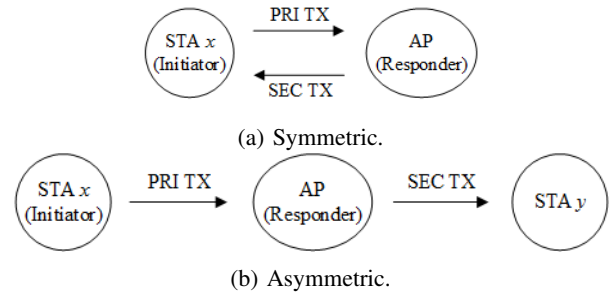 PRI TX
STA x
(Initiator)
AP
(Responder)
SEC TX
(a) Symmetric.
STA x
(Initiator)
PRI TX
AP
(Responder)
SEC TX
STA y
(b) Asymmetric.